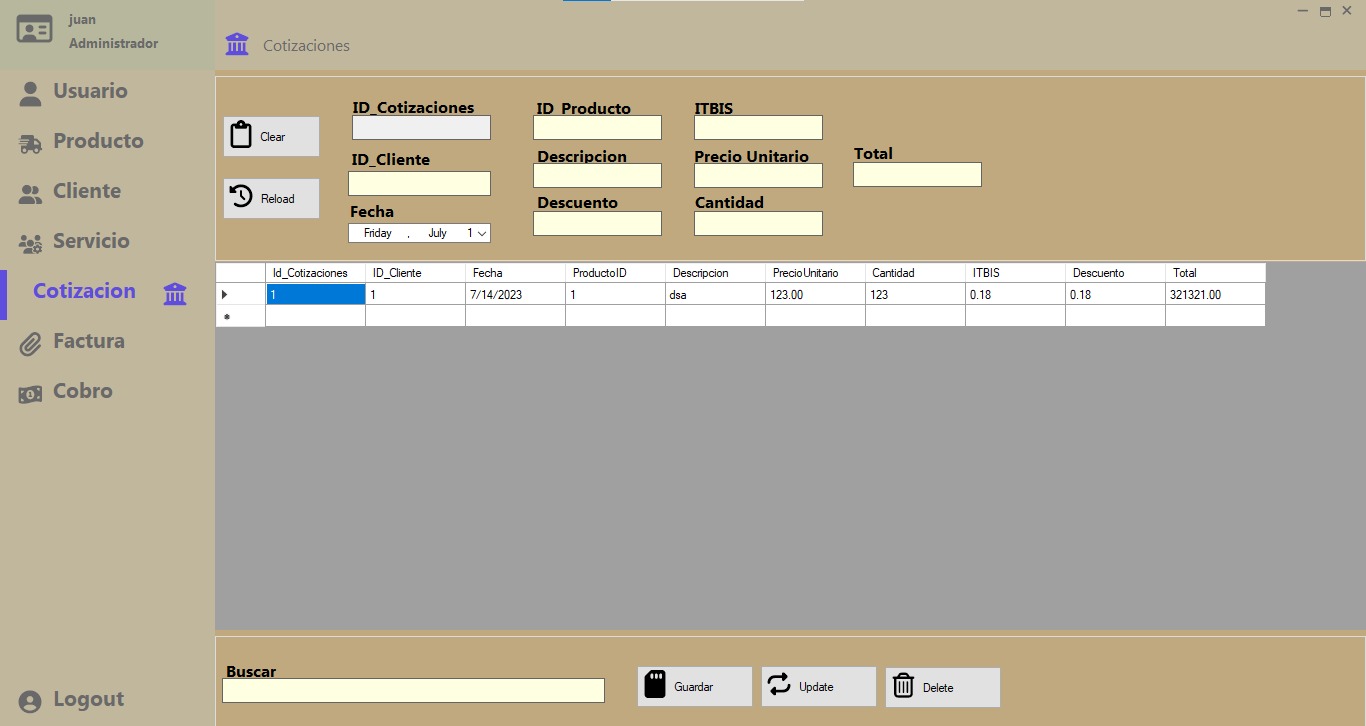 juan
Administrador
Usuario
Producto
Cliente
Servicio
Cotizacion
Factura
Cobro
Logout
Cotizaciones
Clear
Reload
ID_Cotizaciones
ID_Cliente
Fecha
Friday , July 1
ID_Producto
Descripcion
Descuento
ITBIS
Precio Unitario
Cantidad
Total
Id_Cotizaciones ID_Cliente Fecha ProductoID Descripcion PrecioUnitario Cantidad ITBIS Descuento Total
1 1 7/14/2023 1 dsa 123.00 123 0.18 0.18 321321.00
Buscar
Guardar
Update
Delete